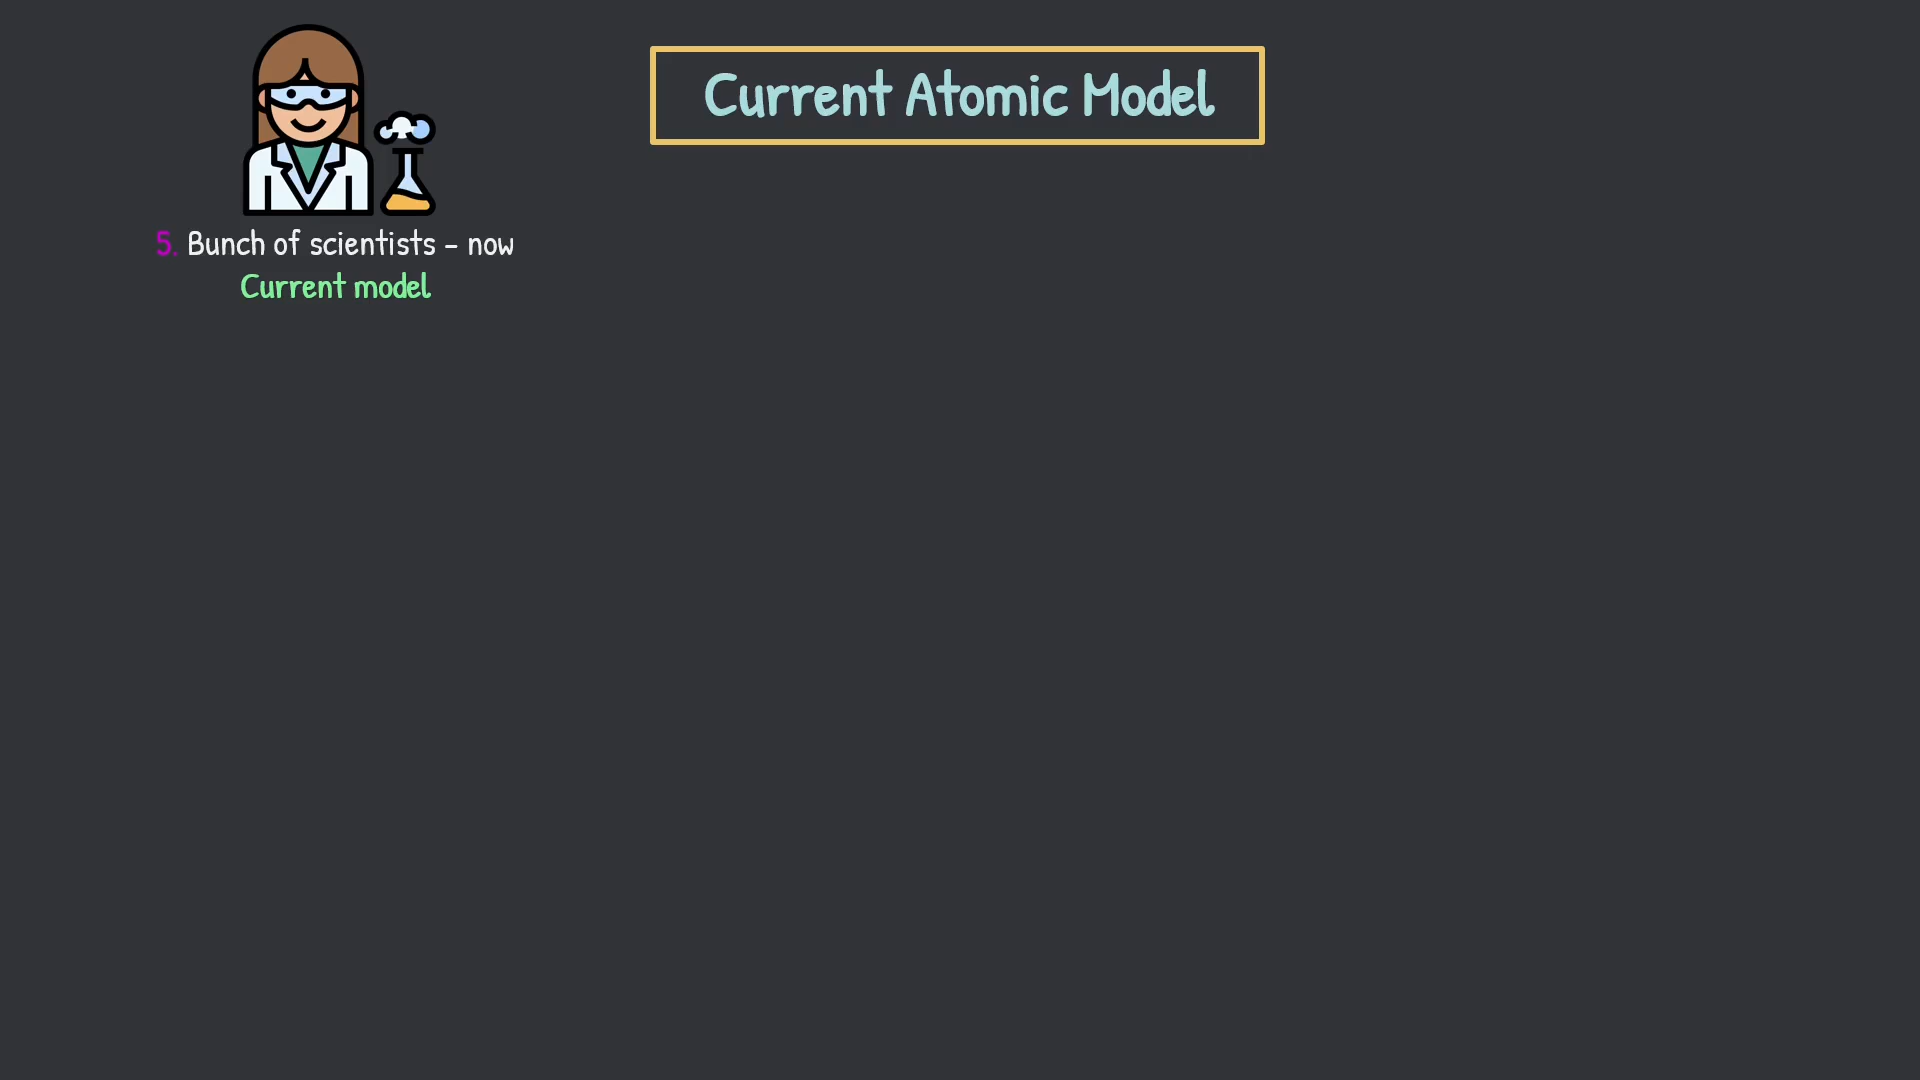 Current Atomic Model
5. Bunch of scientists - now
Current model